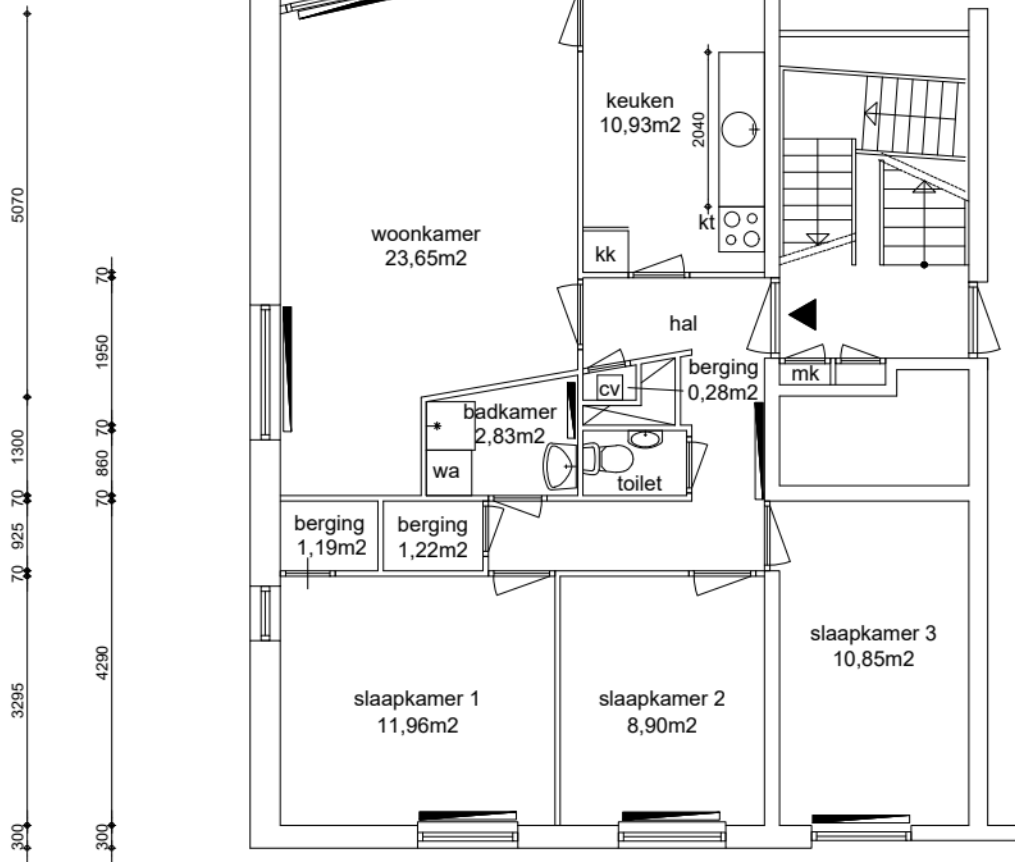 keuken
10,93m2
2040
kt
kk
woonkamer
23,65m2
hal
berging
0,28m2
cv
mk
badkamer
2,83m2
wa
toilet
berging
1,19m2
berging
1,22m2
slaapkamer 1
11,96m2
slaapkamer 2
8,90m2
slaapkamer 3
10,85m2
5070
1300
70
925
70
3295
300
70
1950
70
860
70
4290
300